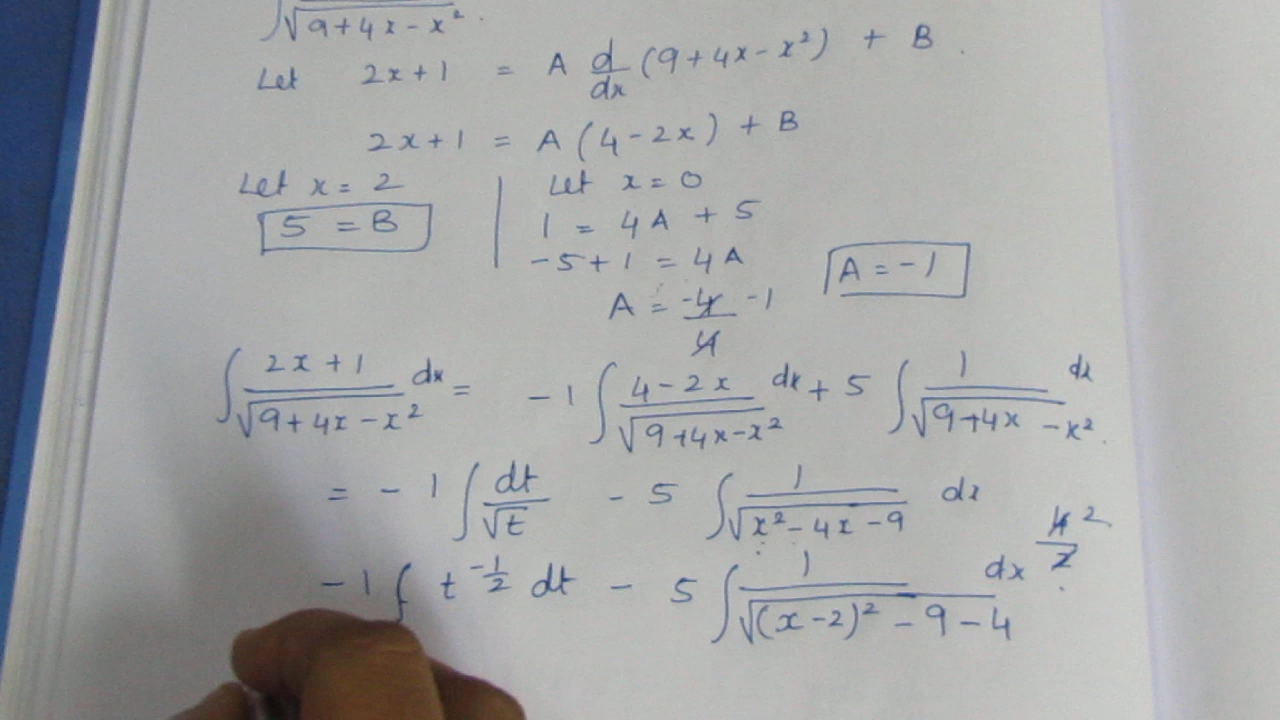 ∫ √(9+4x−x²).
Let 2x+1 = A d/dx (9+4x−x²) + B.
2x+1 = A(4−2x) + B
Let x = 2 | Let x = 0
5 = B | 1 = 4A + 5
−5+1 = 4A A = −1
A = −4/4 −1
∫ (2x+1)/√(9+4x−x²) dx = −1 ∫ (4−2x)/√(9+4x−x²) dx + 5 ∫ 1/√(9+4x−x²) dx
= −1 ∫ dt/√t − 5 ∫ 1/√(x²−4x−9) dx
−1 ∫ t^(−1/2) dt − 5 ∫ 1/√((x−2)²−9−4) dx 4/2 2